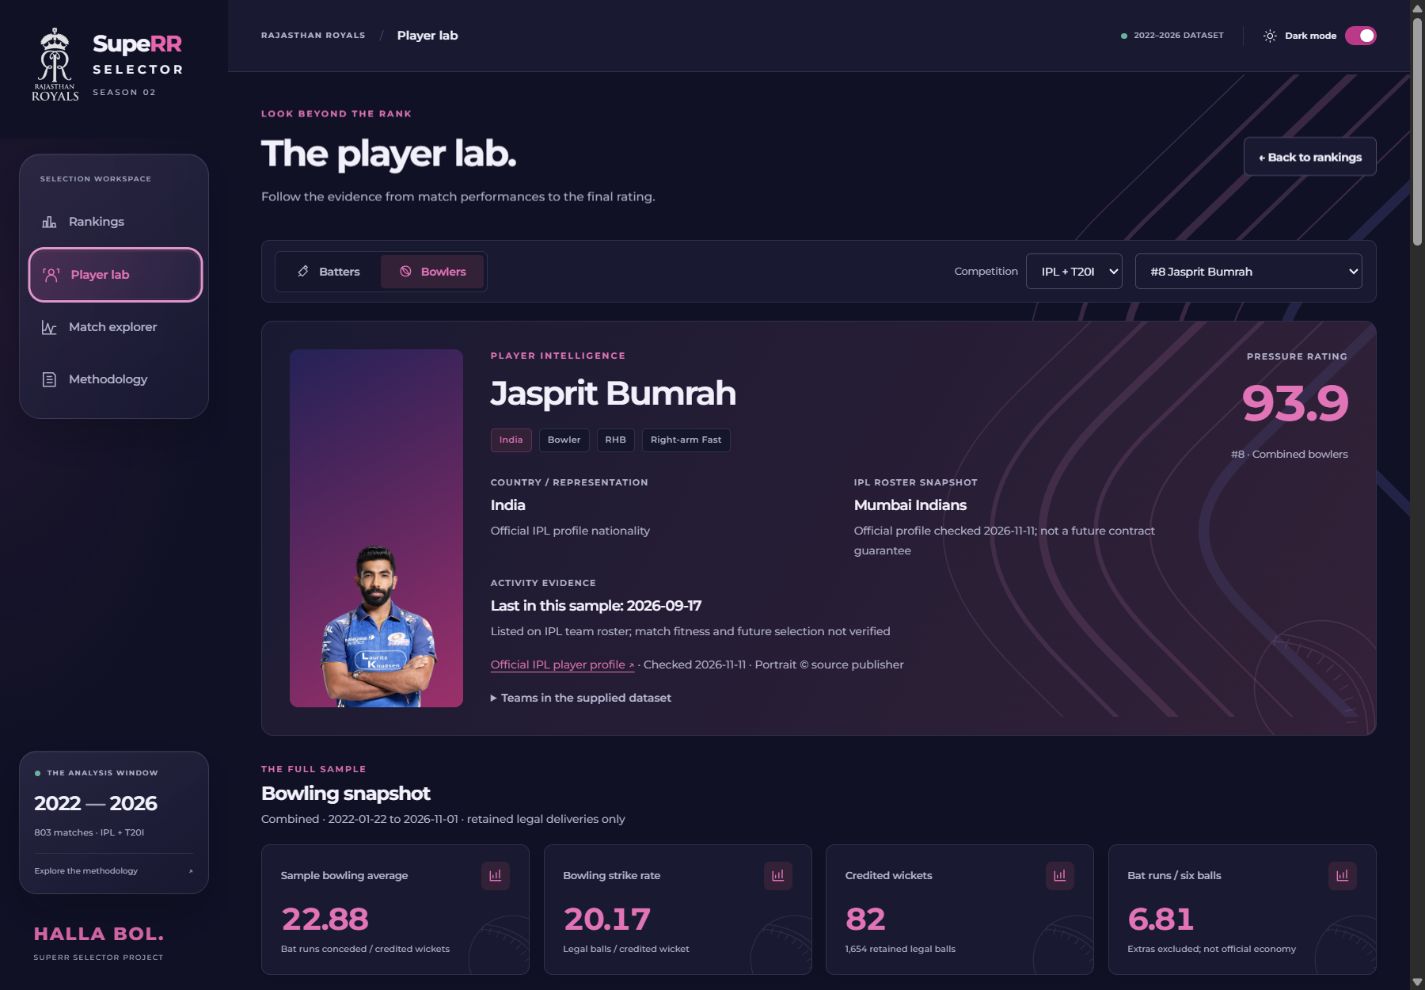 RAJASTHAN
ROYALS
SupeRR
SELECTOR
SEASON 02
SELECTION WORKSPACE
Rankings
Player lab
Match explorer
Methodology
THE ANALYSIS WINDOW
2022 — 2026
803 matches · IPL + T20I
Explore the methodology ↗
HALLA BOL.
SUPERR SELECTOR PROJECT
RAJASTHAN ROYALS / Player lab
2022–2026 DATASET
Dark mode
LOOK BEYOND THE RANK
The player lab.
Follow the evidence from match performances to the final rating.
← Back to rankings
Batters
Bowlers
Competition
IPL + T20I
#8 Jasprit Bumrah
PLAYER INTELLIGENCE
Jasprit Bumrah
India Bowler RHB Right-arm Fast
PRESSURE RATING
93.9
#8 · Combined bowlers
COUNTRY / REPRESENTATION
India
Official IPL profile nationality
IPL ROSTER SNAPSHOT
Mumbai Indians
Official profile checked 2026-11-11; not a future contract
guarantee
ACTIVITY EVIDENCE
Last in this sample: 2026-09-17
Listed on IPL team roster; match fitness and future selection not verified
Official IPL player profile ↗ · Checked 2026-11-11 · Portrait © source publisher
▶ Teams in the supplied dataset
Lauritz
Knudsen
THE FULL SAMPLE
Bowling snapshot
Combined · 2022-01-22 to 2026-11-01 · retained legal deliveries only
Sample bowling average
22.88
Bat runs conceded / credited wickets
Bowling strike rate
20.17
Legal balls / credited wicket
Credited wickets
82
1,654 retained legal balls
Bat runs / six balls
6.81
Extras excluded; not official economy